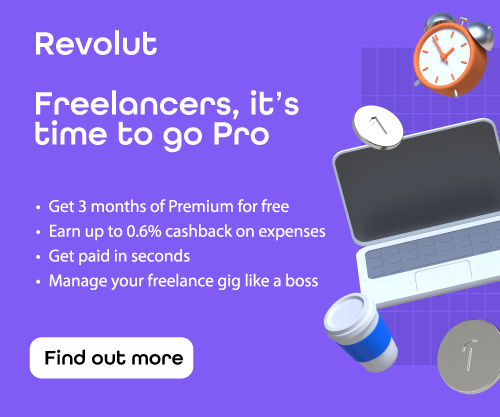 Revolut
Freelancers, it's
time to go Pro
• Get 3 months of Premium for free
• Earn up to 0.6% cashback on expenses
• Get paid in seconds
• Manage your freelance gig like a boss
Find out more